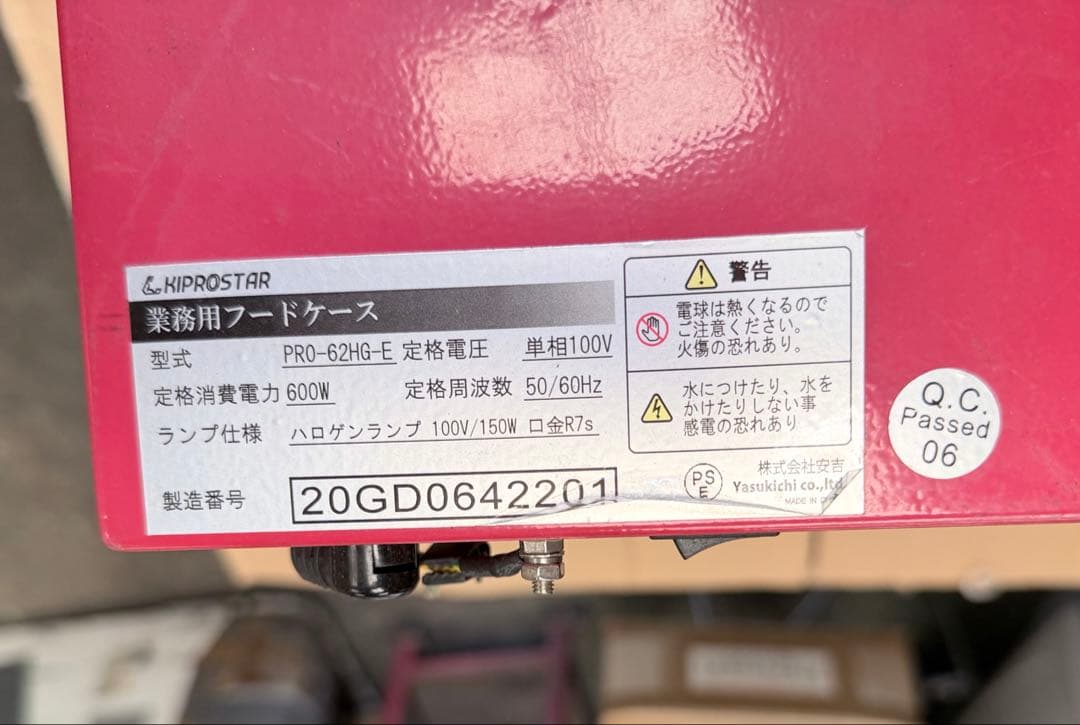 KIPROSTAR
業務用フードケース
型式 PRO-62HG-E 定格電圧 単相100V
定格消費電力 600W 定格周波数 50/60Hz
ランプ仕様 ハロゲンランプ 100V/150W 口金R7s
製造番号 20GD0642201
警告
電球は熱くなるので
ご注意ください。
火傷の恐れあり。
水につけたり、水を
かけたりしない事
感電の恐れあり
PS
E
株式会社安吉
Yasukichi co.,ltd
MADE IN
Q.C.
Passed
06